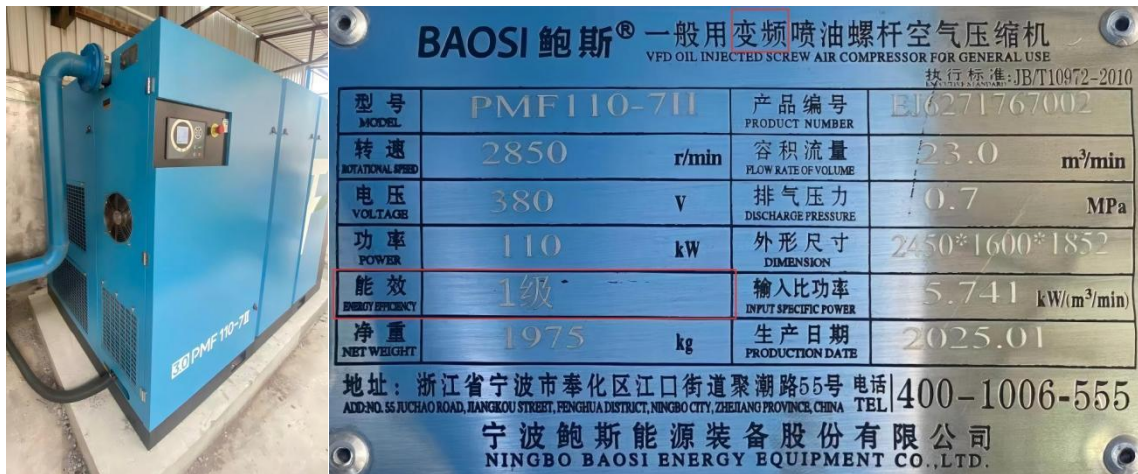 3.0 PMF 110-7II
BAOSI 鲍斯® 一般用变频喷油螺杆空气压缩机
VFD OIL INJECTED SCREW AIR COMPRESSOR FOR GENERAL USE
执行标准:JB/T10972-2010
EXECUTIVE STANDARD
型号 PMF110-7II 产品编号 BJ6271767002
MODEL PRODUCT NUMBER
转速 2850 r/min 容积流量 23.0 m³/min
ROTATIONAL SPEED FLOW RATE OF VOLUME
电压 380 V 排气压力 0.7 MPa
VOLTAGE DISCHARGE PRESSURE
功率 110 kW 外形尺寸 2450*1600*1852
POWER DIMENSION
能效 1级 输入比功率 5.741 kW/(m³/min)
ENERGY EFFICIENCY INPUT SPECIFIC POWER
净重 1975 kg 生产日期 2025.01
NET WEIGHT PRODUCTION DATE
地址：浙江省宁波市奉化区江口街道聚潮路55号 电话 400-1006-555
ADD:NO. 55 JUCHAO ROAD, JIANGKOU STREET, FENGHUA DISTRICT, NINGBO CITY, ZHEJIANG PROVINCE, CHINA TEL
宁波鲍斯能源装备股份有限公司
NINGBO BAOSI ENERGY EQUIPMENT CO.,LTD.